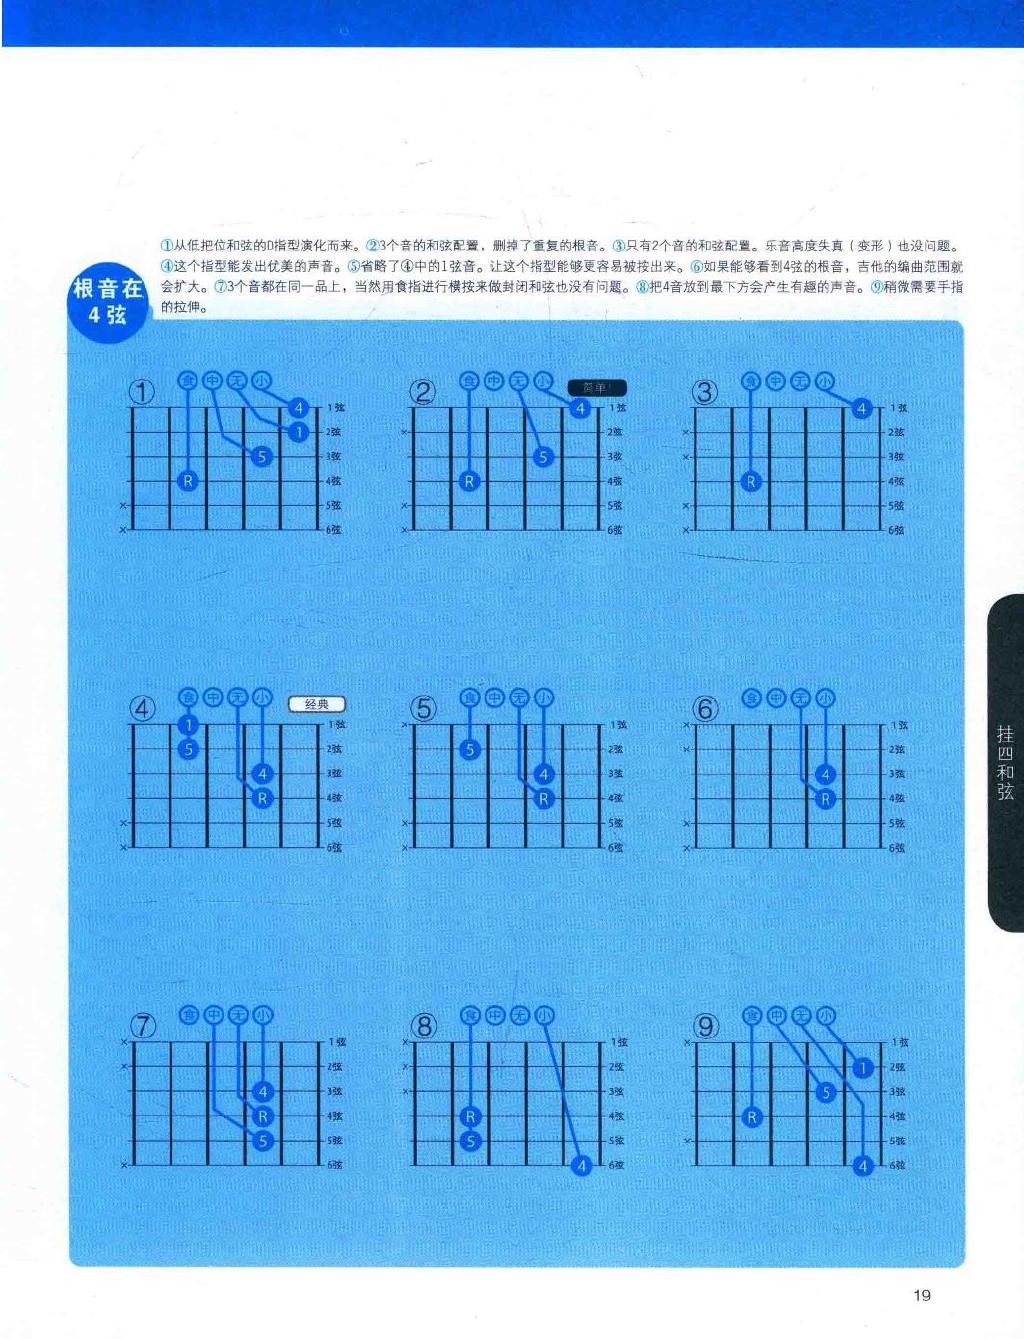 ①从低把位和弦的D指型演化而来。②3个音的和弦配置，删掉了重复的根音。③只有2个音的和弦配置。乐音高度失真（变形）也没问题。
④这个指型能发出优美的声音。⑤省略了④中的1弦音。让这个指型能够更容易被按出来。⑥如果能够看到4弦的根音，吉他的编曲范围就
会扩大。⑦3个音都在同一品上，当然用食指进行横按来做封闭和弦也没有问题。⑧把4音放到最下方会产生有趣的声音。⑨稍微需要手指
的拉伸。
根音在
4弦
① 食 中 无 小
4 1弦
1 2弦
5 3弦
R 4弦
× 5弦
× 6弦
② 食 中 无 小 简单！
4 1弦
× 2弦
5 3弦
R 4弦
× 5弦
× 6弦
③ 食 中 无 小
4 1弦
× 2弦
× 3弦
R 4弦
× 5弦
× 6弦
④ 食 中 无 小 经典
1 1弦
5 2弦
4 3弦
R 4弦
× 5弦
× 6弦
⑤ 食 中 无 小
× 1弦
5 2弦
4 3弦
R 4弦
× 5弦
× 6弦
⑥ 食 中 无 小
× 1弦
× 2弦
4 3弦
R 4弦
× 5弦
× 6弦
⑦ 食 中 无 小
× 1弦
× 2弦
4 3弦
R 4弦
5 5弦
× 6弦
⑧ 食 中 无 小
× 1弦
× 2弦
× 3弦
R 4弦
5 5弦
4 6弦
⑨ 食 中 无 小
× 1弦
1 2弦
5 3弦
R 4弦
× 5弦
4 6弦
挂四和弦
19